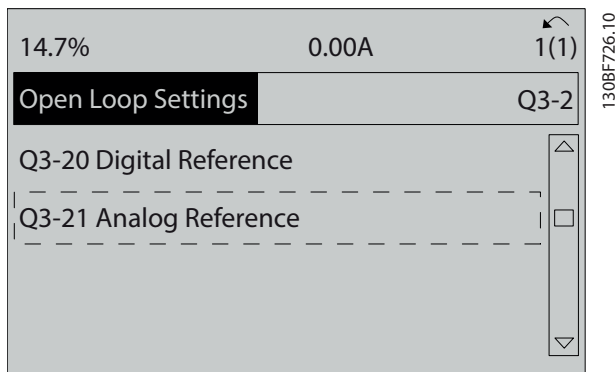 14.7% 0.00A 1(1)
Open Loop Settings Q3-2
Q3-20 Digital Reference
Q3-21 Analog Reference
130BF726.10